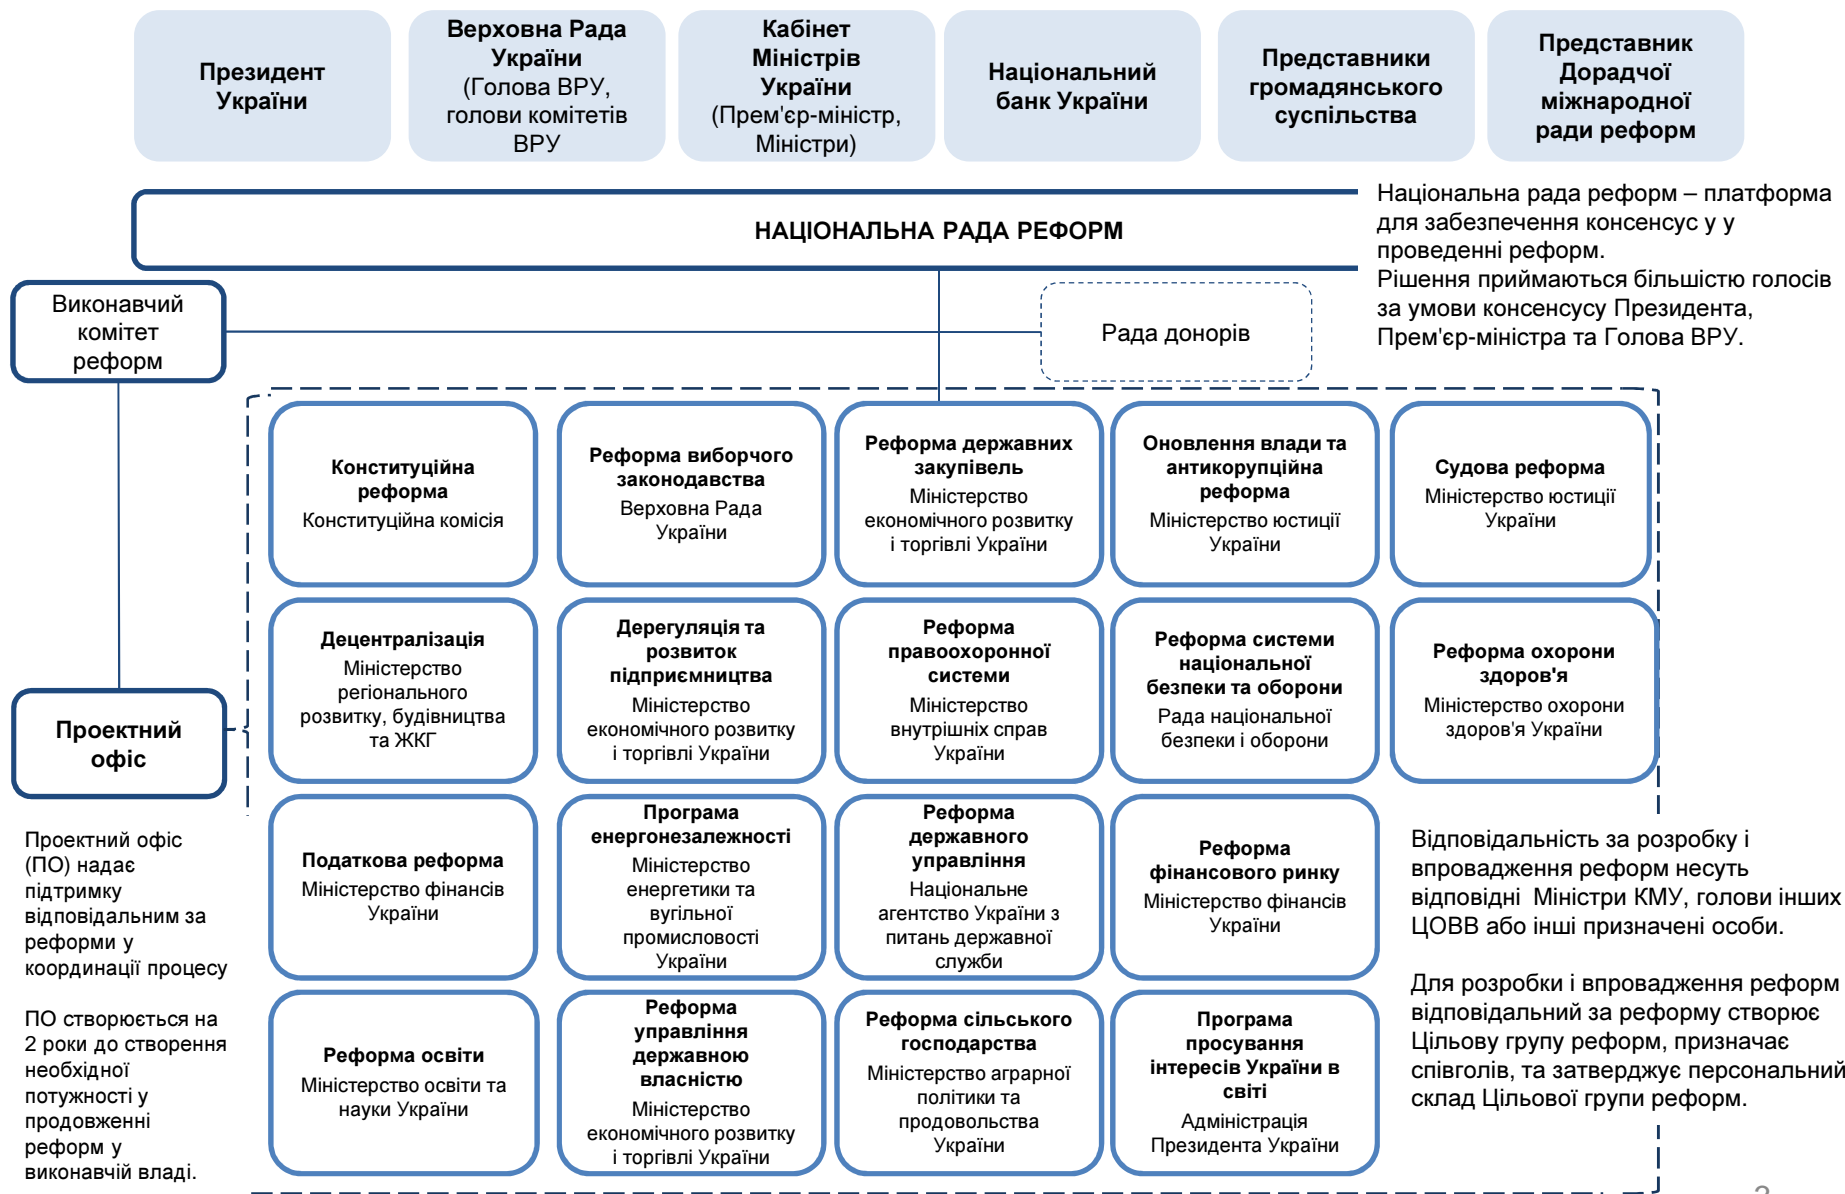 Президент
України
Верховна Рада
України
(Голова ВРУ,
голови комітетів
ВРУ
Кабінет
Міністрів
України
(Прем'єр-міністр,
Міністри)
Національний
банк України
Представники
громадянського
суспільства
Представник
Дорадчої
міжнародної
ради реформ
НАЦІОНАЛЬНА РАДА РЕФОРМ
Національна рада реформ – платформа
для забезпечення консенсус у у
проведенні реформ.
Рішення приймаються більшістю голосів
за умови консенсусу Президента,
Прем'єр-міністра та Голова ВРУ.
Виконавчий
комітет
реформ
Рада донорів
Конституційна
реформа
Конституційна комісія
Реформа виборчого
законодавства
Верховна Рада
України
Реформа державних
закупівель
Міністерство
економічного розвитку
і торгівлі України
Оновлення влади та
антикорупційна
реформа
Міністерство юстиції
України
Судова реформа
Міністерство юстиції
України
Децентралізація
Міністерство
регіонального
розвитку, будівництва
та ЖКГ
Дерегуляція та
розвиток
підприємництва
Міністерство
економічного розвитку
і торгівлі України
Реформа
правоохоронної
системи
Міністерство
внутрішніх справ
України
Реформа системи
національної
безпеки та оборони
Рада національної
безпеки і оборони
Реформа охорони
здоров'я
Міністерство охорони
здоров'я України
Проектний
офіс
Проектний офіс
(ПО) надає
підтримку
відповідальним за
реформи у
координації процесу
ПО створюється на
2 роки до створення
необхідної
потужності у
продовженні
реформ у
виконавчій владі.
Податкова реформа
Міністерство фінансів
України
Програма
енергонезалежності
Міністерство
енергетики та
вугільної
промисловості
України
Реформа
державного
управління
Національне
агентство України з
питань державної
служби
Реформа
фінансового ринку
Міністерство фінансів
України
Відповідальність за розробку і
впровадження реформ несуть
відповідні Міністри КМУ, голови інших
ЦОВВ або інші призначені особи.
Для розробки і впровадження реформ
відповідальний за реформу створює
Цільову групу реформ, призначає
співголів, та затверджує персональний
склад Цільової групи реформ.
Реформа освіти
Міністерство освіти та
науки України
Реформа
управління
державною
власністю
Міністерство
економічного розвитку
і торгівлі України
Реформа сільського
господарства
Міністерство аграрної
політики та
продовольства
України
Програма
просування
інтересів України в
світі
Адміністрація
Президента України